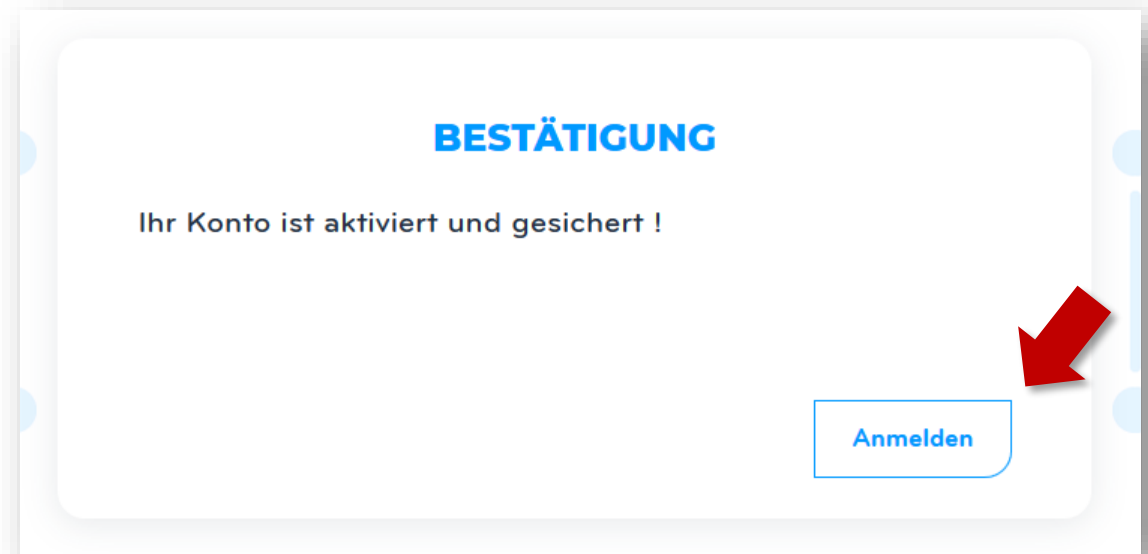 BESTÄTIGUNG
Ihr Konto ist aktiviert und gesichert !
Anmelden